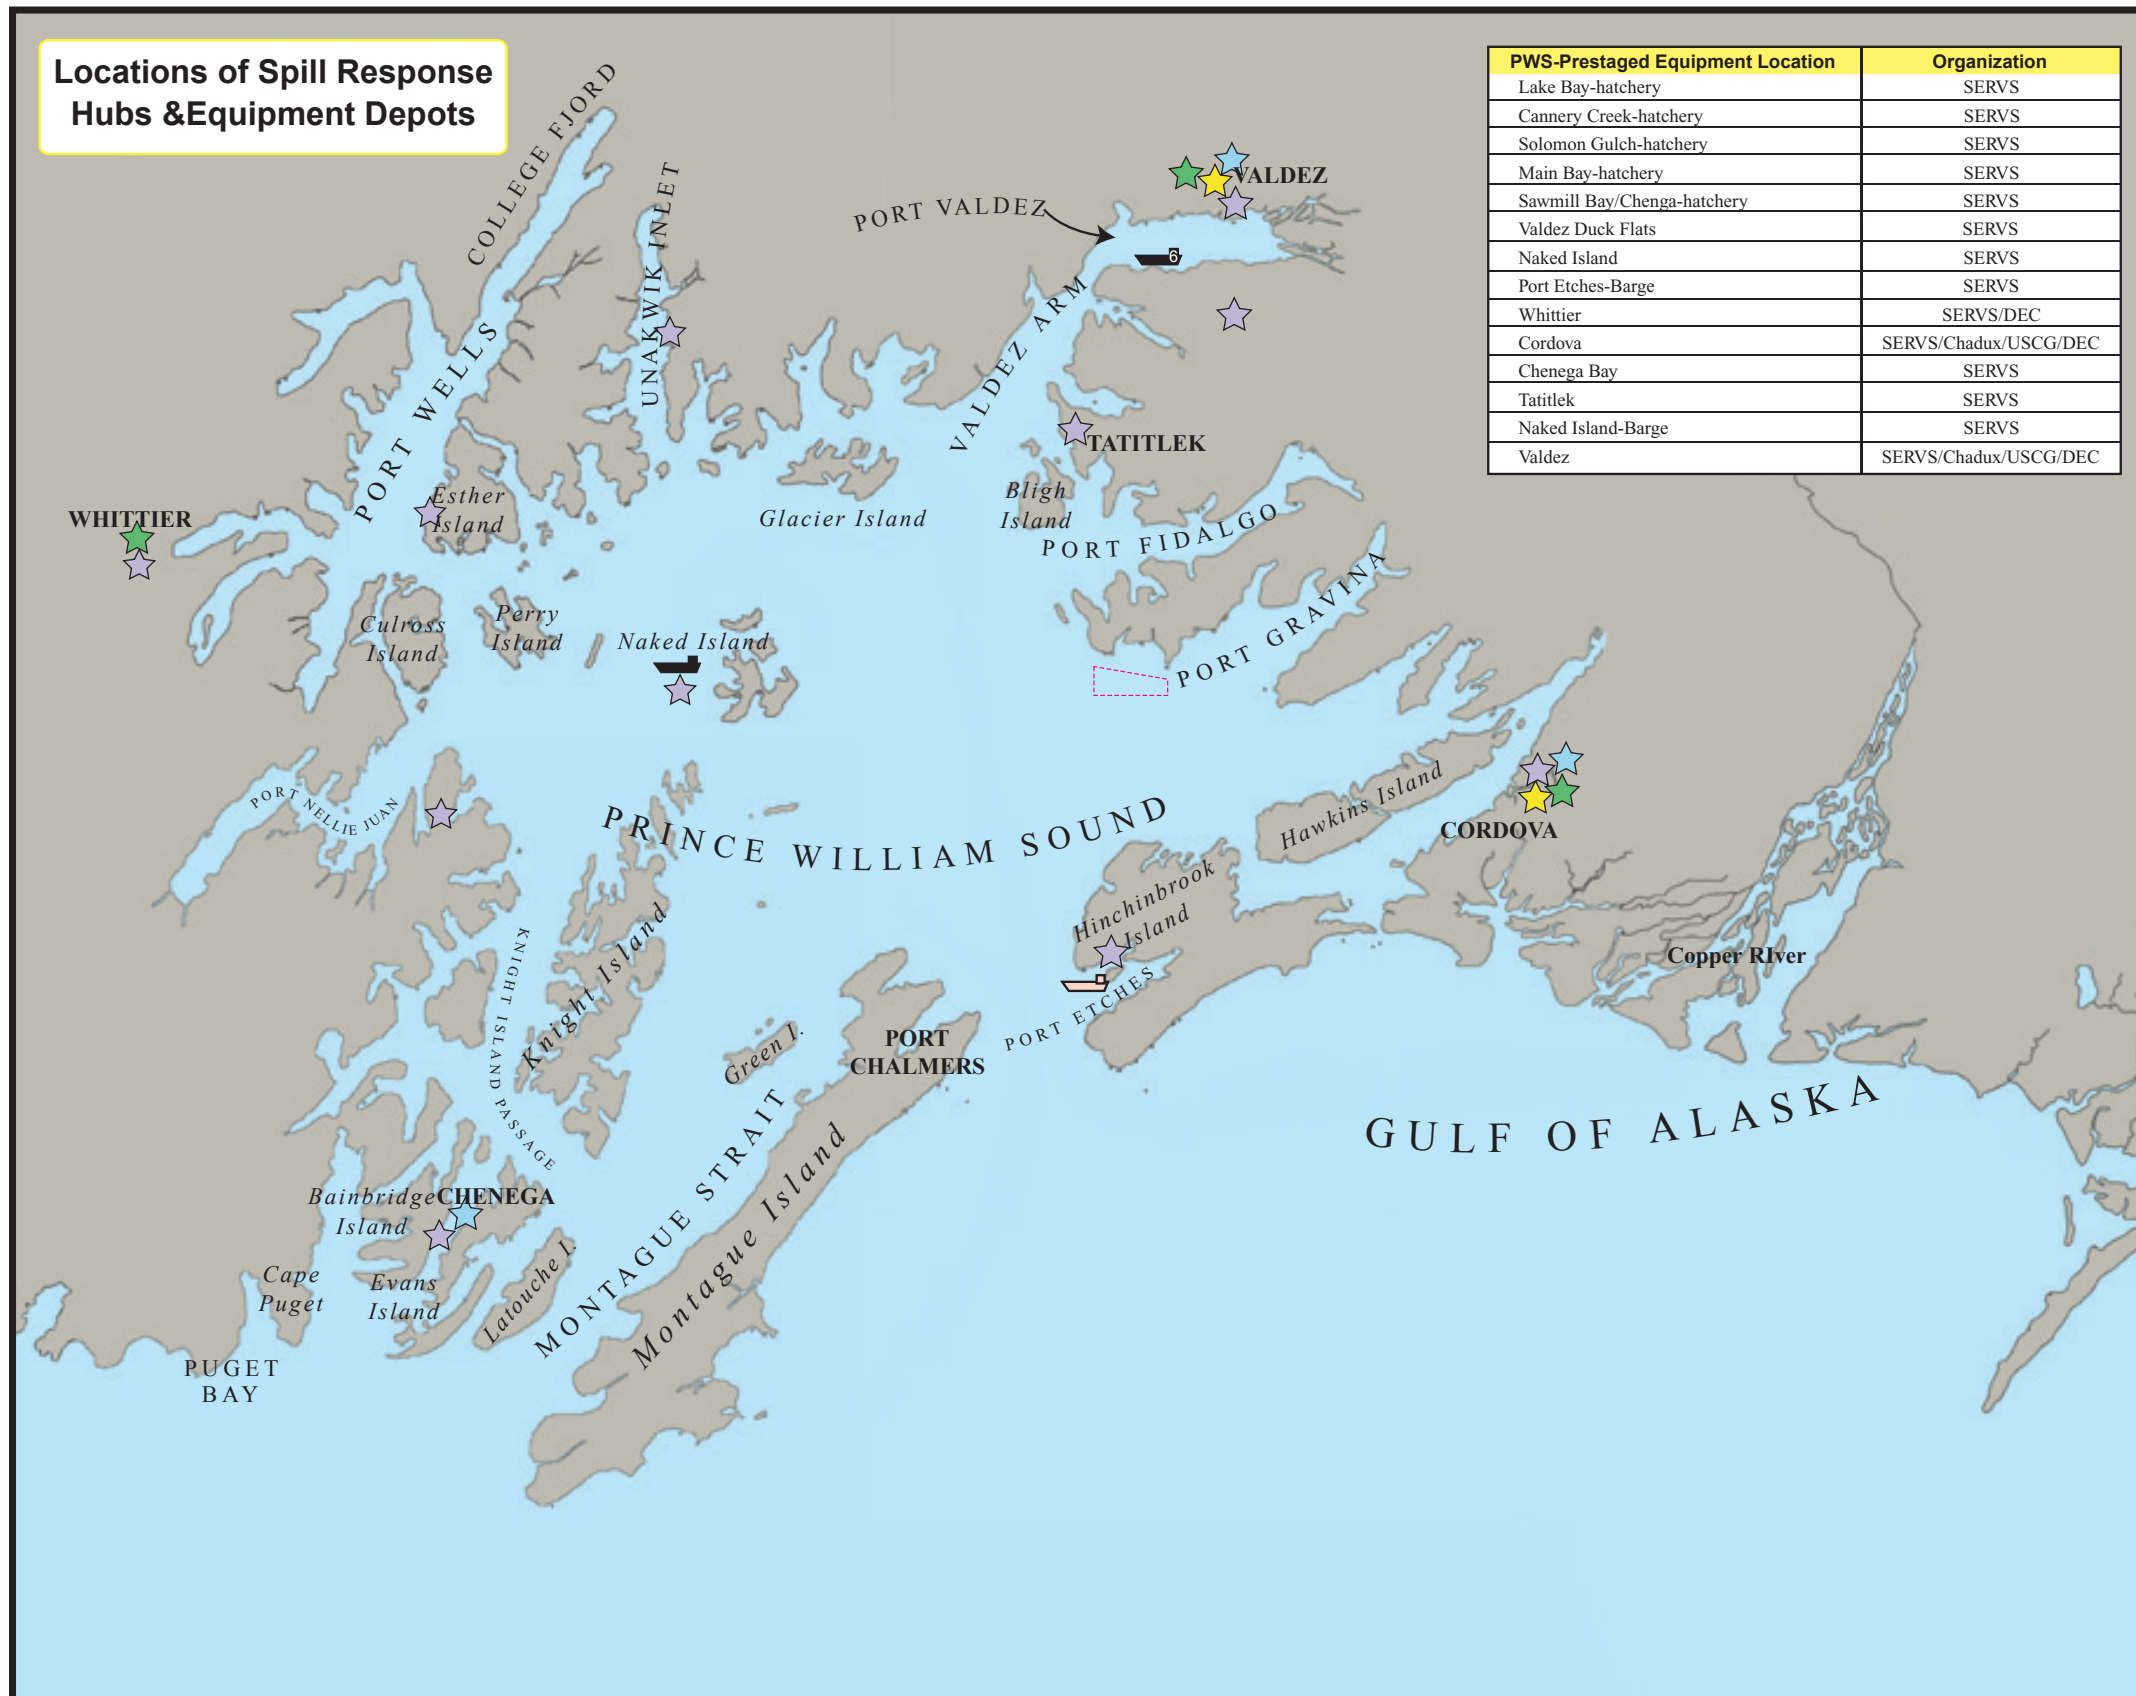 Locations of Spill Response
Hubs &Equipment Depots
PWS-Prestaged Equipment Location Organization
Lake Bay-hatchery SERVS
Cannery Creek-hatchery SERVS
Solomon Gulch-hatchery SERVS
Main Bay-hatchery SERVS
Sawmill Bay/Chenga-hatchery SERVS
Valdez Duck Flats SERVS
Naked Island SERVS
Port Etches-Barge SERVS
Whittier SERVS/DEC
Cordova SERVS/Chadux/USCG/DEC
Chenega Bay SERVS
Tatitlek SERVS
Naked Island-Barge SERVS
Valdez SERVS/Chadux/USCG/DEC
COLLEGE FJORD
UNAKWIK INLET
VALDEZ
PORT VALDEZ
6
VALDEZ ARM
PORT WELLS
TATITLEK
Esther
Island
WHITTIER
Glacier Island
Bligh
Island
PORT FIDALGO
PORT GRAVINA
Culross
Island
Perry
Island
Naked Island
PORT NELLIE JUAN
PRINCE WILLIAM SOUND
Hawkins Island
CORDOVA
Hinchinbrook
Island
Copper RIver
KNIGHT ISLAND PASSAGE
Knight Island
PORT ETCHES
Green I.
PORT
CHALMERS
GULF OF ALASKA
MONTAGUE STRAIT
Montague Island
Bainbridge
Island
CHENEGA
Cape
Puget
Evans
Island
Latouche I.
PUGET
BAY